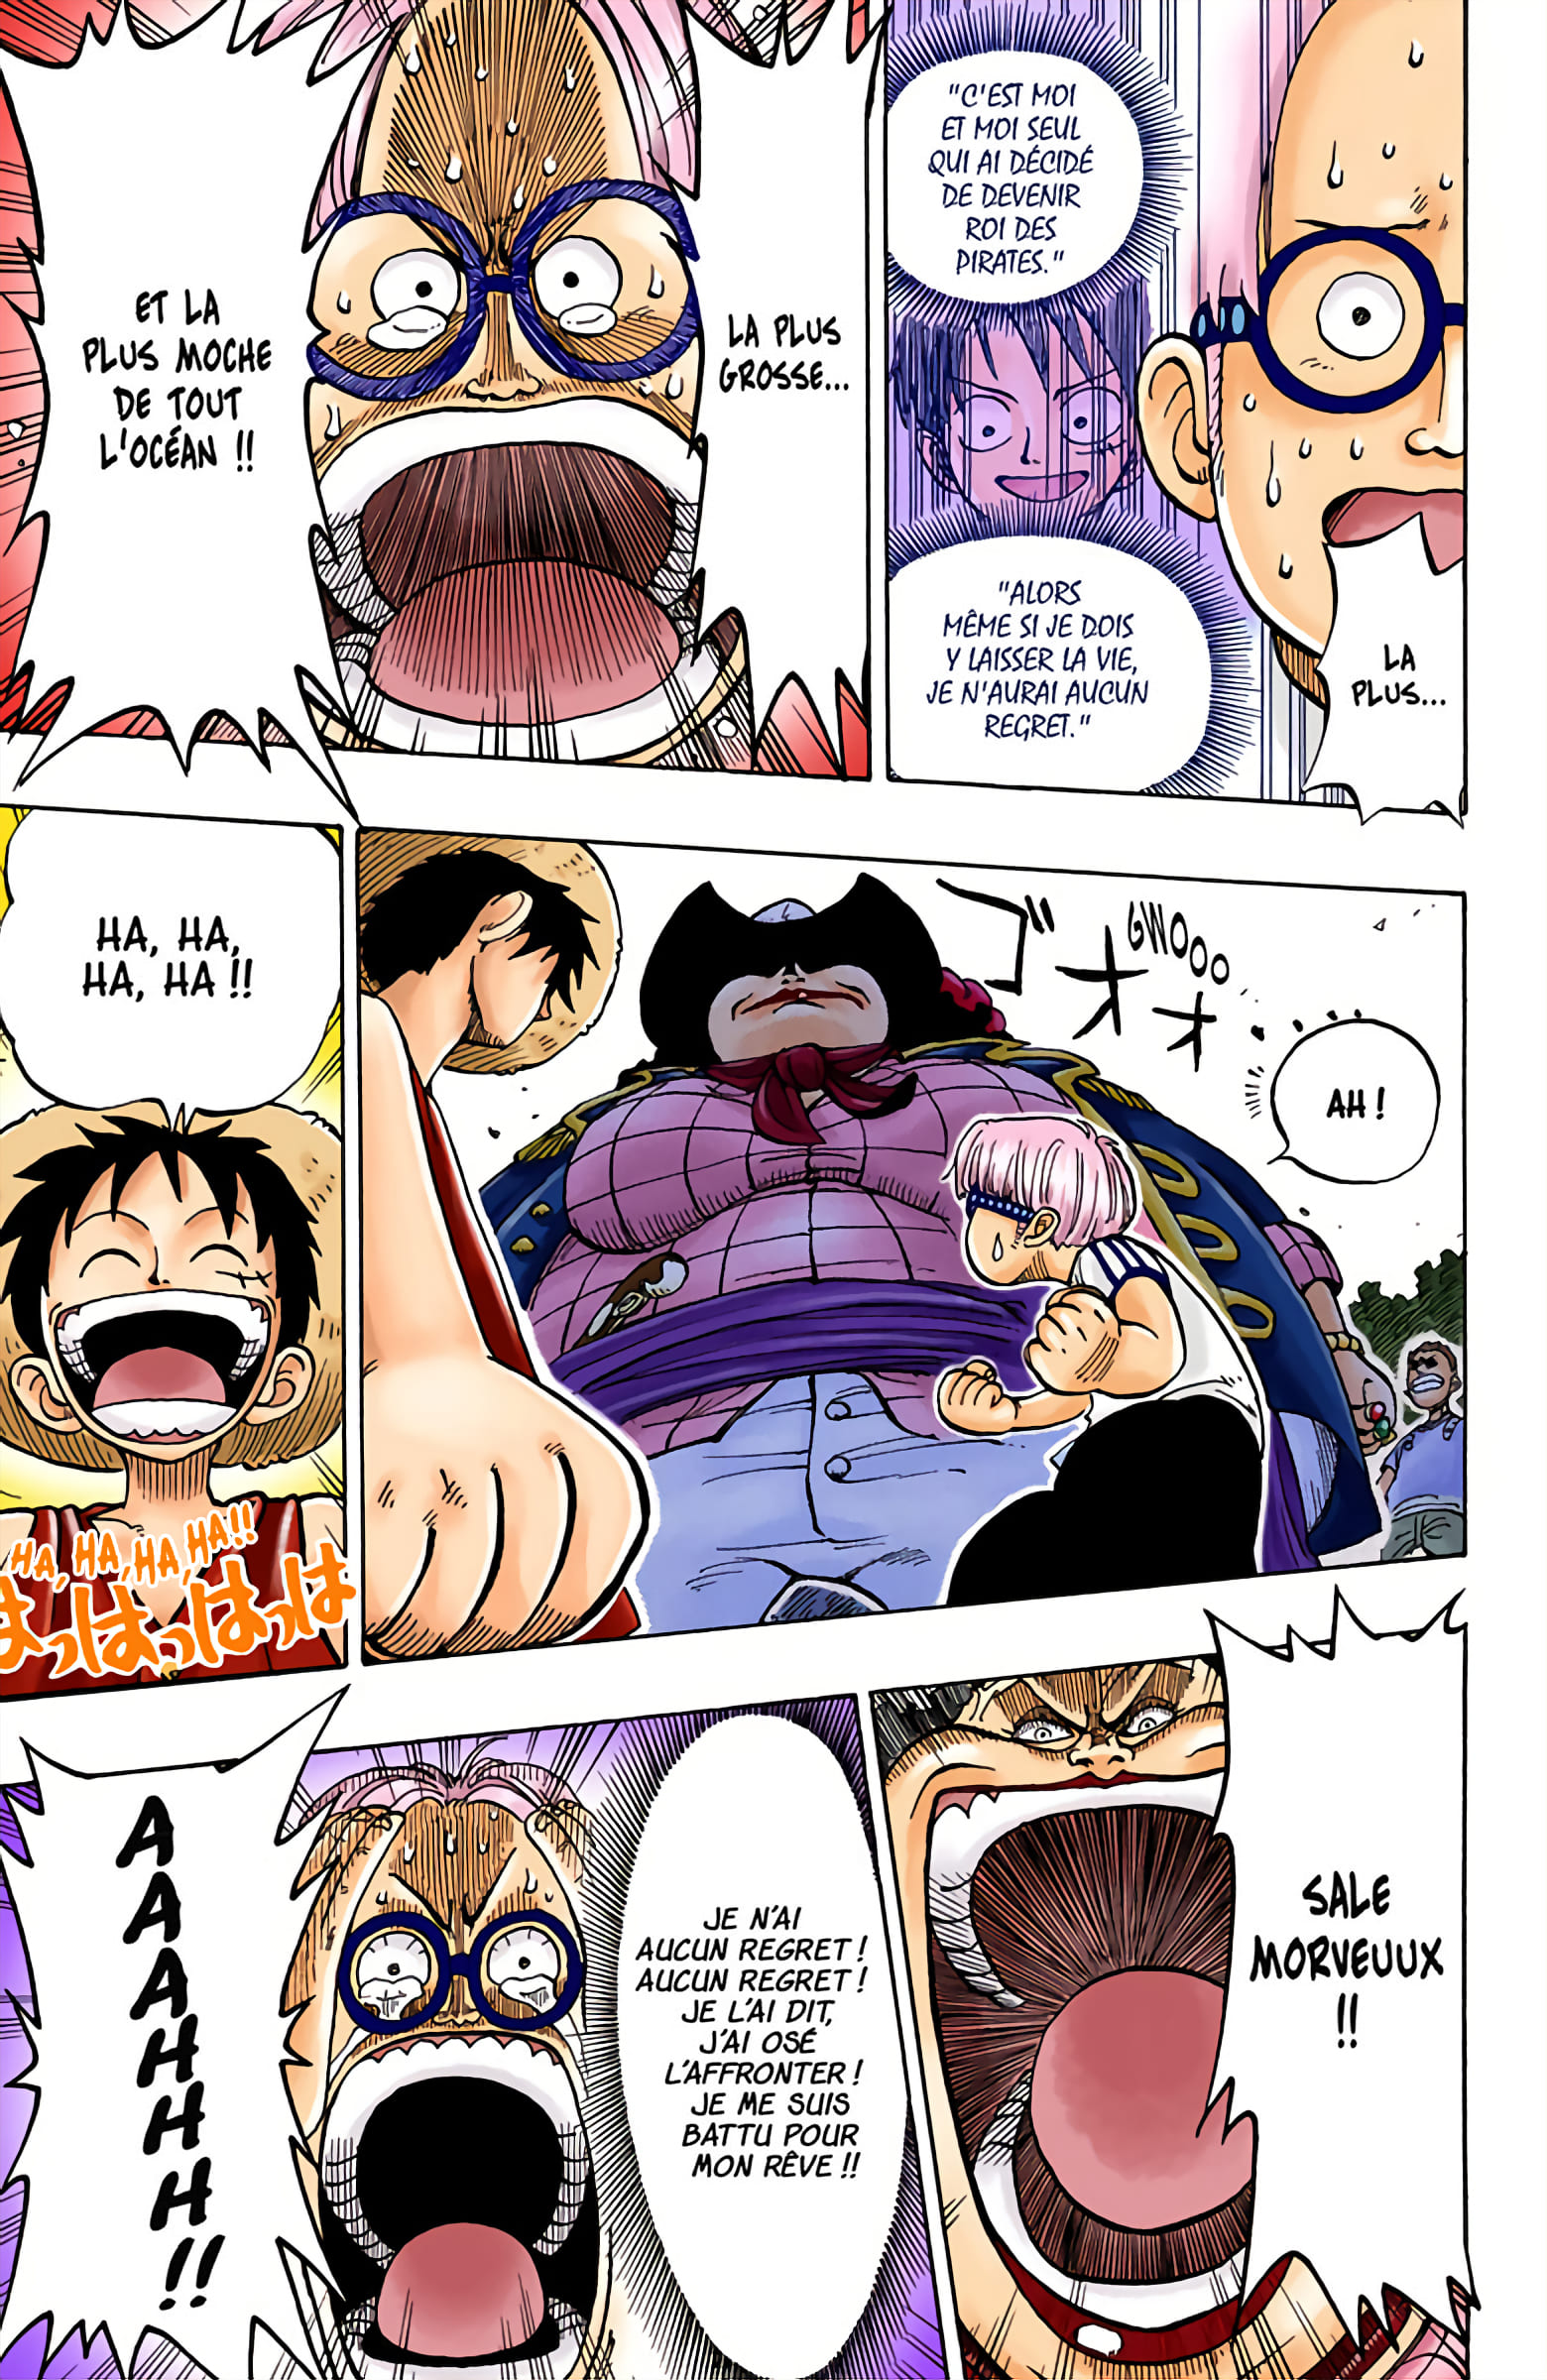 "C'EST MOI
ET MOI SEUL
QUI AI DÉCIDÉ
DE DEVENIR
ROI DES
PIRATES."
"ALORS
MÊME SI JE DOIS
Y LAISSER LA VIE,
JE N'AURAI AUCUN
REGRET."
LA
PLUS...
LA PLUS
GROSSE...
ET LA
PLUS MOCHE
DE TOUT
L'OCÉAN !!
AH !
GWOOO
ゴオオ
HA, HA,
HA, HA !!
HA, HA, HA, HA!!
はっはっはっは
SALE
MORVEUUX
!!
JE N'AI
AUCUN REGRET !
AUCUN REGRET !
JE L'AI DIT,
J'AI OSÉ
L'AFFRONTER !
JE ME SUIS
BATTU POUR
MON RÊVE !!
AAAHHH !!